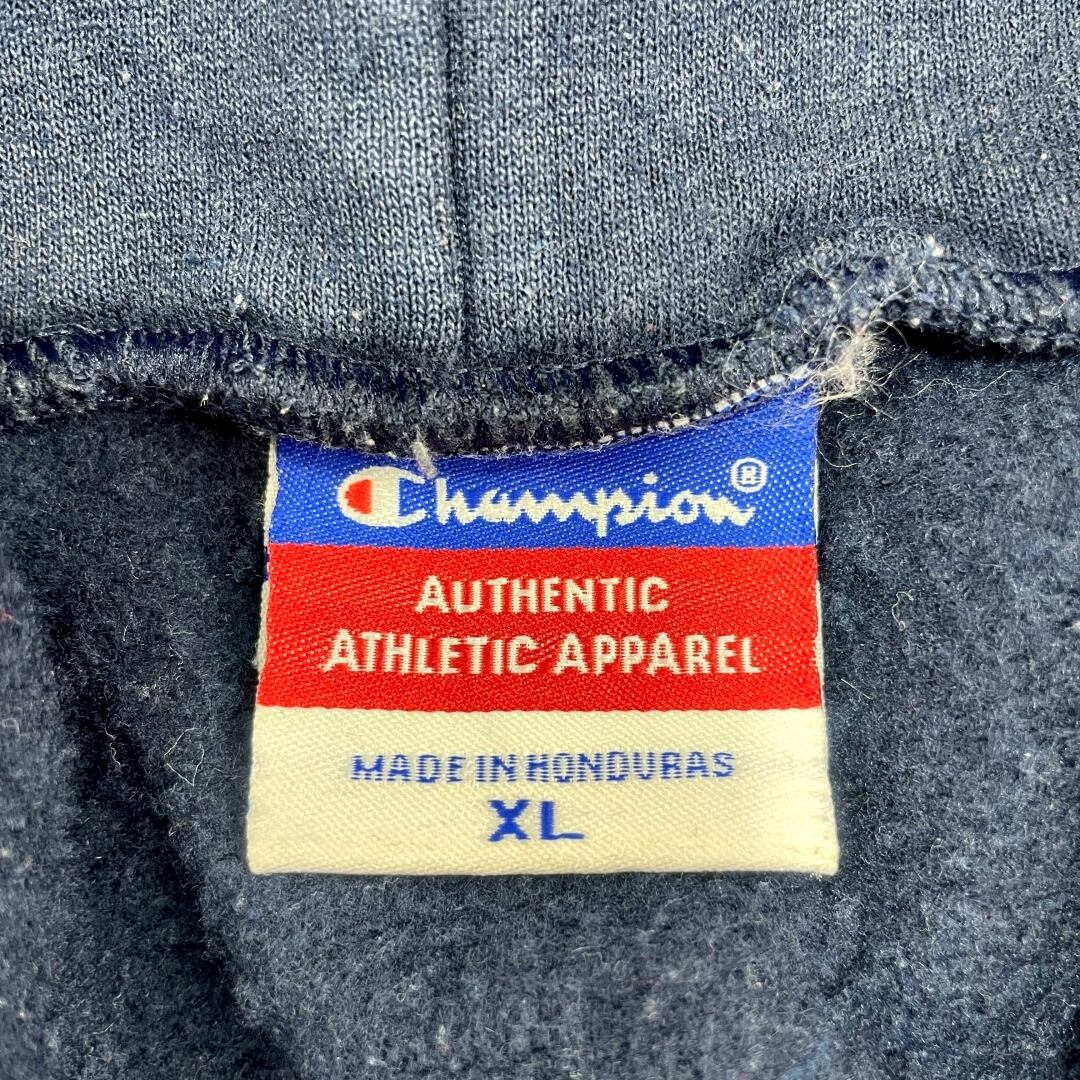 Champion®
AUTHENTIC
ATHLETIC APPAREL
MADE IN HONDURAS
XL